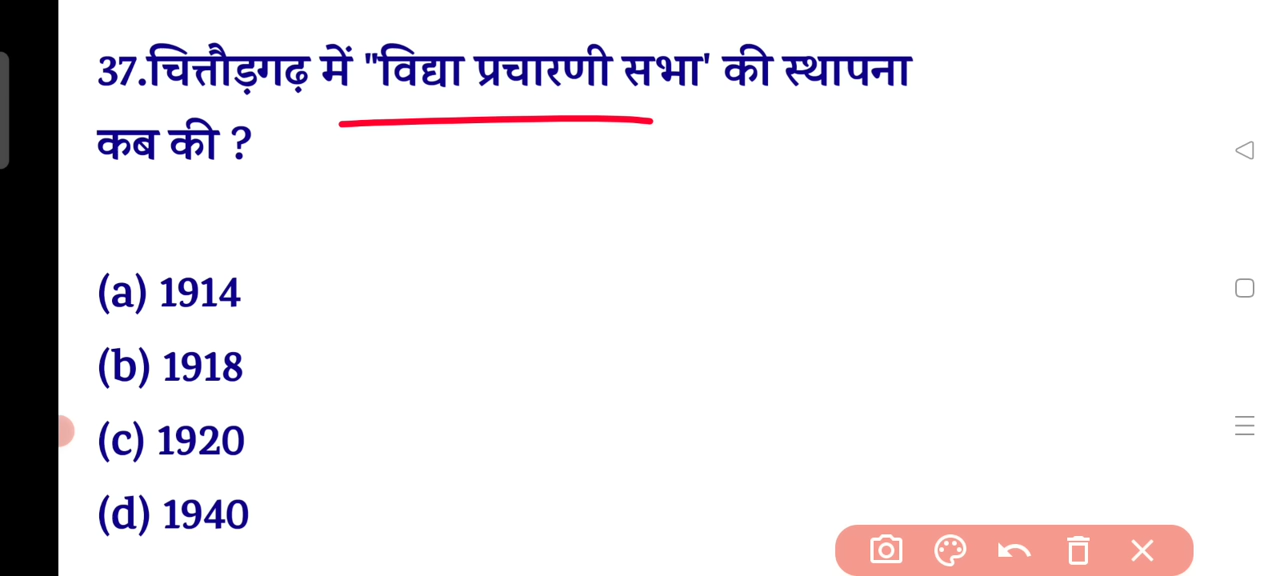 37.चित्तौड़गढ़ में "विद्या प्रचारणी सभा' की स्थापना
कब की ?
(a) 1914
(b) 1918
(c) 1920
(d) 1940